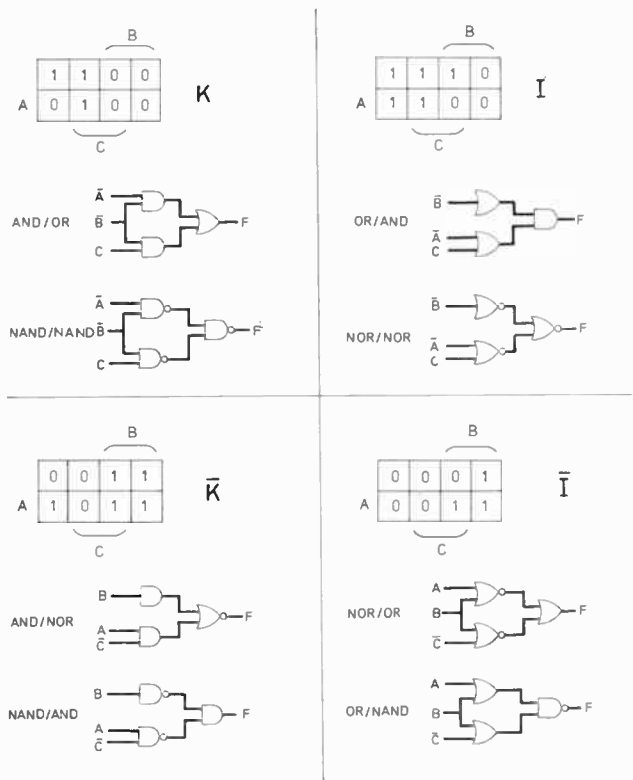 B
1 1 0 0
A 0 1 0 0
C
K
AND/OR
Ā
B̄
C
F
NAND/NAND
Ā
B̄
C
F
B
1 1 1 0
A 1 1 0 0
C
I
OR/AND
B̄
Ā
C
F
NOR/NOR
B̄
Ā
C
F
B
0 0 1 1
A 1 0 1 1
C
K̄
AND/NOR
B
A
C̄
F
NAND/AND
B
A
C̄
F
B
0 0 0 1
A 0 0 1 1
C
Ī
NOR/OR
A
B
C̄
F
OR/NAND
A
B
C̄
F